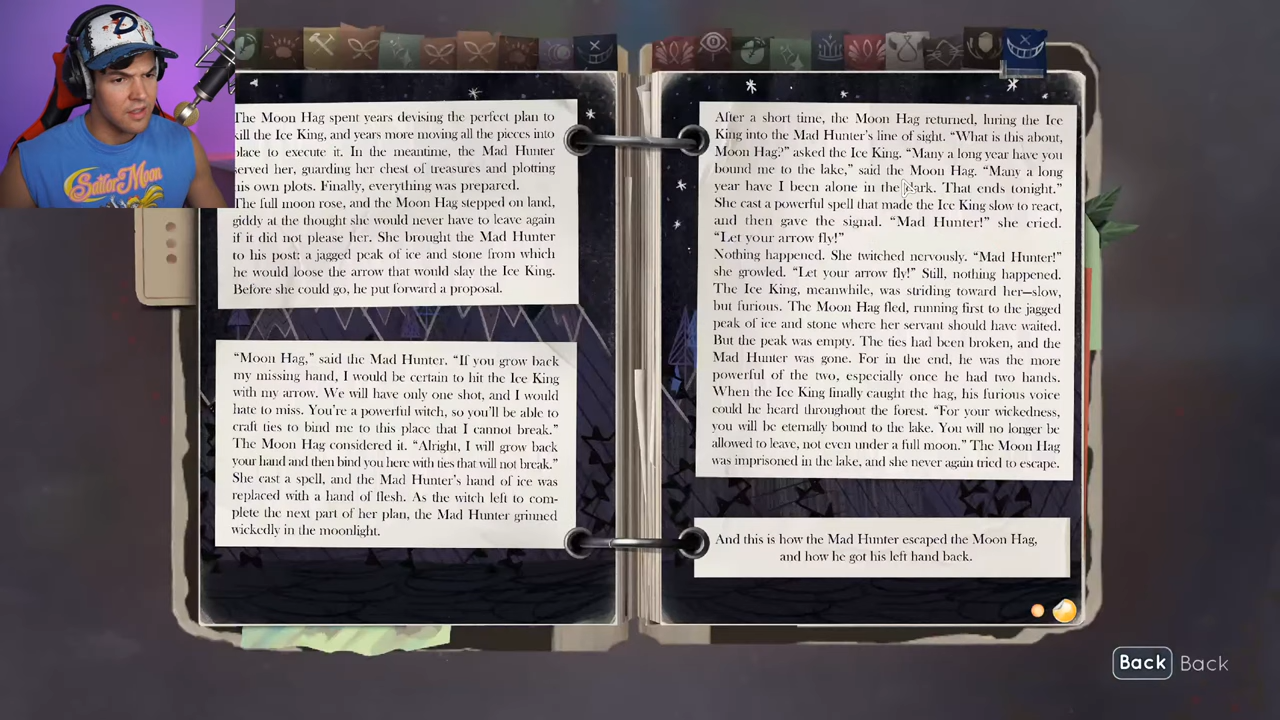 Sailor
Moon
The Moon Hag spent years devising the perfect plan to
kill the Ice King, and years more moving all the pieces into
place to execute it. In the meantime, the Mad Hunter
served her, guarding her chest of treasures and plotting
his own plots. Finally, everything was prepared.
The full moon rose, and the Moon Hag stepped on land,
giddy at the thought she would never have to leave again
if it did not please her. She brought the Mad Hunter
to his post: a jagged peak of ice and stone from which
he would loose the arrow that would slay the Ice King.
Before she could go, he put forward a proposal.
“Moon Hag,” said the Mad Hunter. “If you grow back
my missing hand, I would be certain to hit the Ice King
with my arrow. We will have only one shot, and I would
hate to miss. You’re a powerful witch, so you’ll be able to
craft ties to bind me to this place that I cannot break.”
The Moon Hag considered it. “Alright, I will grow back
your hand and then bind you here with ties that will not break.”
She cast a spell, and the Mad Hunter’s hand of ice was
replaced with a hand of flesh. As the witch left to com-
plete the next part of her plan, the Mad Hunter grinned
wickedly in the moonlight.
After a short time, the Moon Hag returned, luring the Ice
King into the Mad Hunter’s line of sight. “What is this about,
Moon Hag?” asked the Ice King. “Many a long year have you
bound me to the lake,” said the Moon Hag. “Many a long
year have I been alone in the dark. That ends tonight.”
She cast a powerful spell that made the Ice King slow to react,
and then gave the signal. “Mad Hunter!” she cried.
“Let your arrow fly!”
Nothing happened. She twitched nervously. “Mad Hunter!”
she growled. “Let your arrow fly!” Still, nothing happened.
The Ice King, meanwhile, was striding toward her—slow,
but furious. The Moon Hag fled, running first to the jagged
peak of ice and stone where her servant should have waited.
But the peak was empty. The ties had been broken, and the
Mad Hunter was gone. For in the end, he was the more
powerful of the two, especially once he had two hands.
When the Ice King finally caught the hag, his furious voice
could he heard throughout the forest. “For your wickedness,
you will be eternally bound to the lake. You will no longer be
allowed to leave, not even under a full moon.” The Moon Hag
was imprisoned in the lake, and she never again tried to escape.
And this is how the Mad Hunter escaped the Moon Hag,
and how he got his left hand back.
Back Back